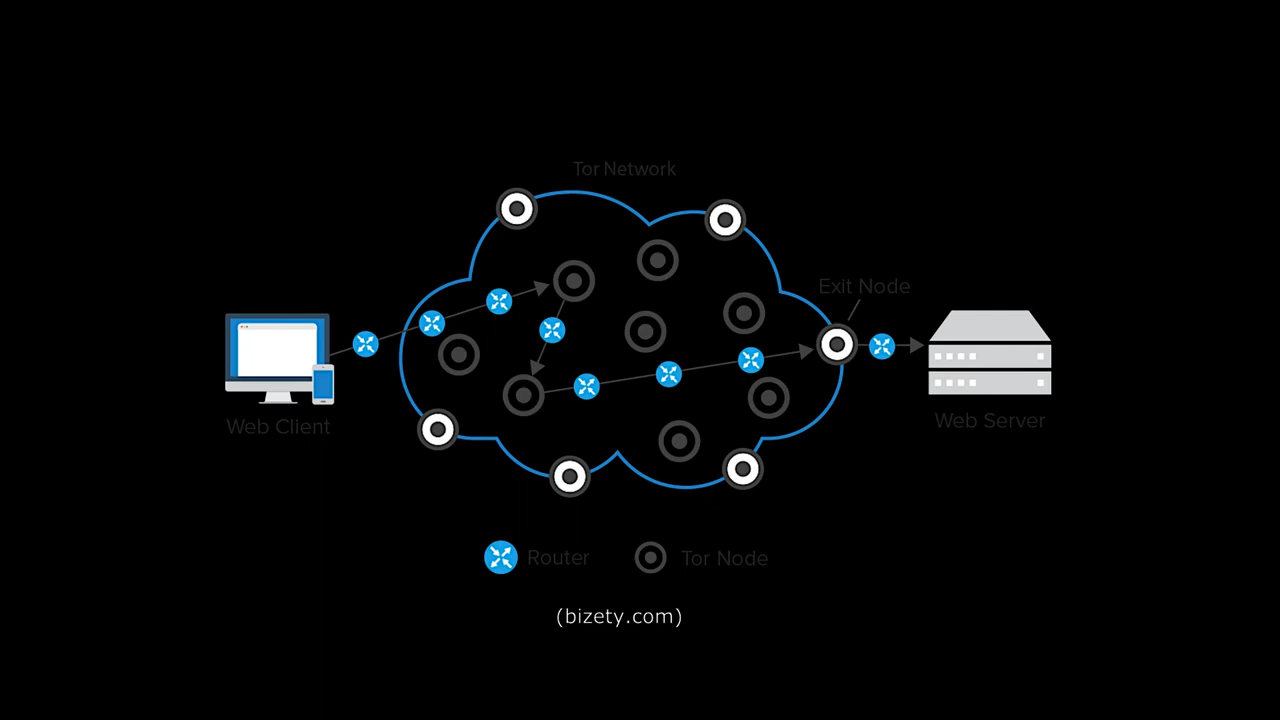 Tor Network
Exit Node
Web Client
Web Server
Router
Tor Node
(bizety.com)